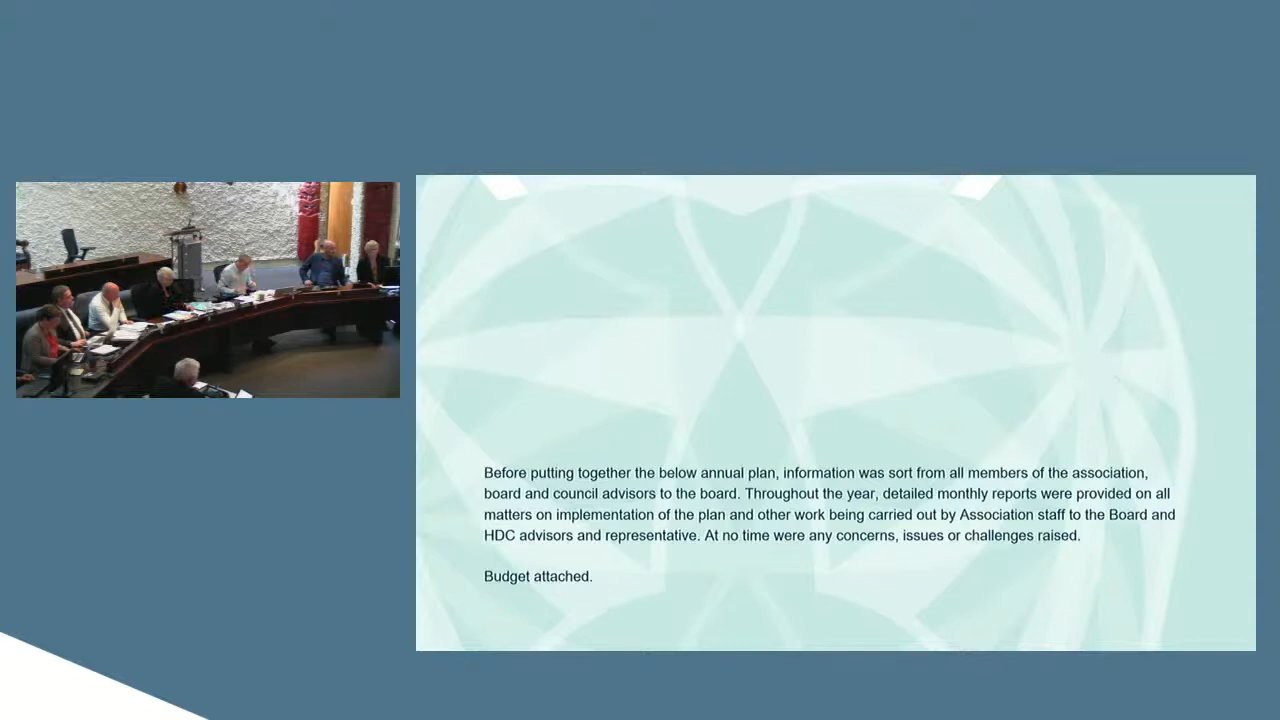 Before putting together the below annual plan, information was sort from all members of the association,
board and council advisors to the board. Throughout the year, detailed monthly reports were provided on all
matters on implementation of the plan and other work being carried out by Association staff to the Board and
HDC advisors and representative. At no time were any concerns, issues or challenges raised.
Budget attached.